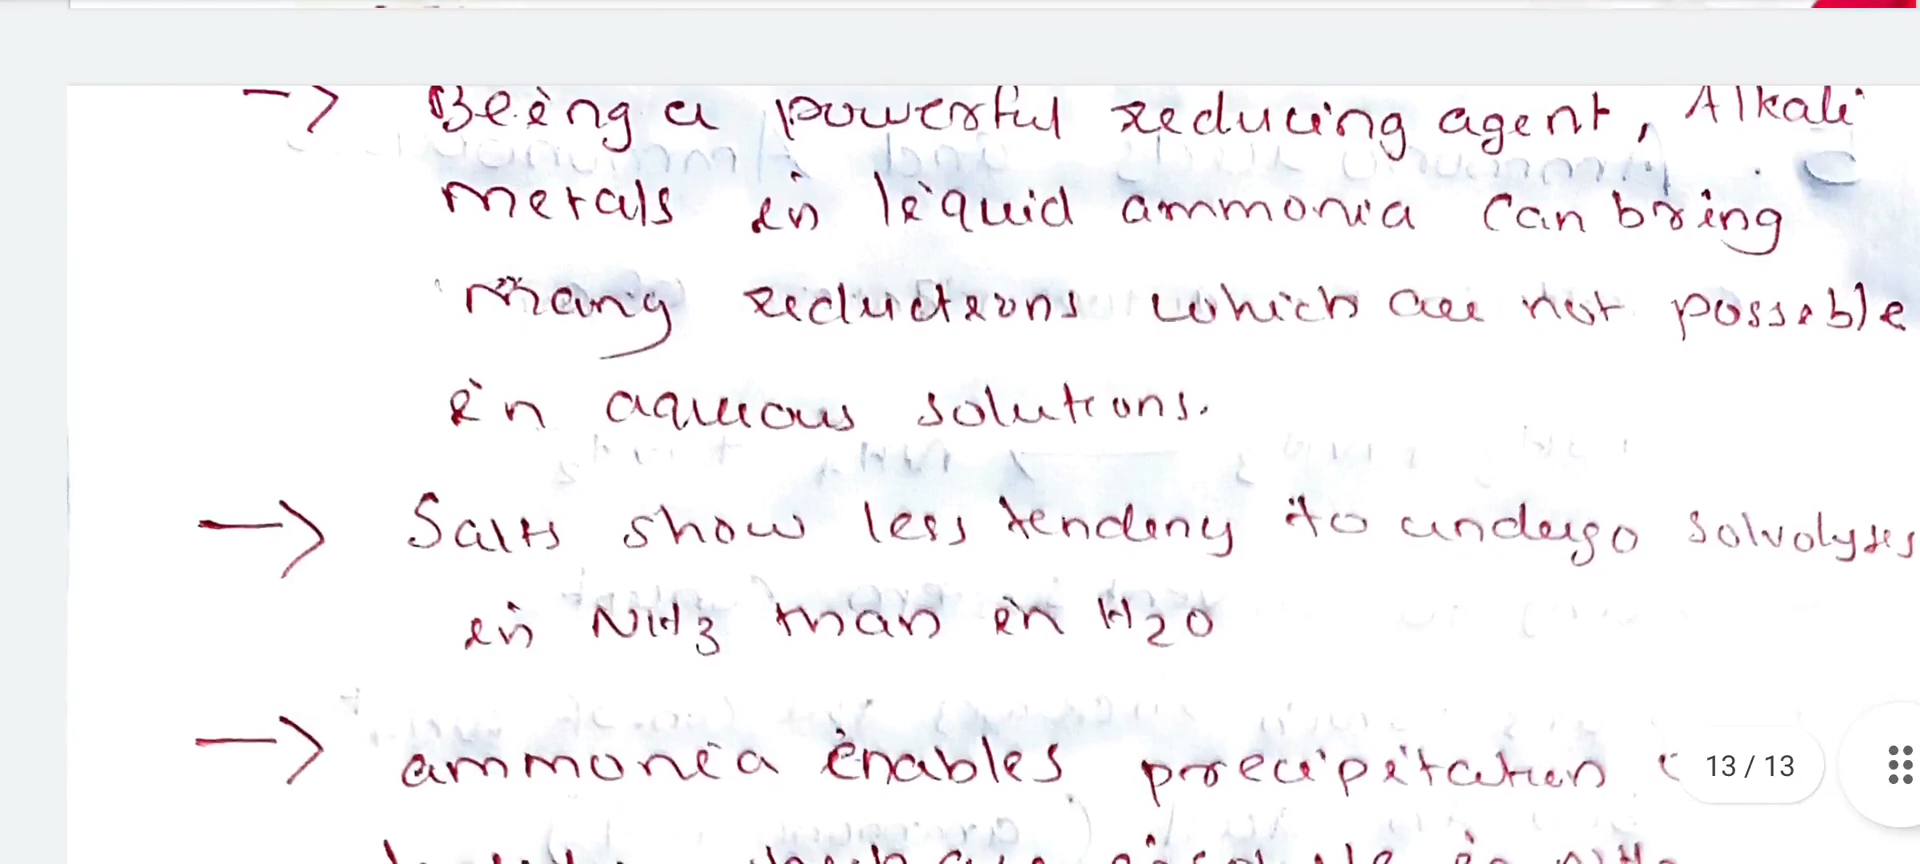 -> Being a powerful reducing agent, Alkali
metals in liquid ammonia can bring
many reductions which are not possible
in aqueous solutions.
-> Salts show less tendeny to undergo solvolysis
in NH3 than in H2O
-> ammonia enables precipitation
13 / 13